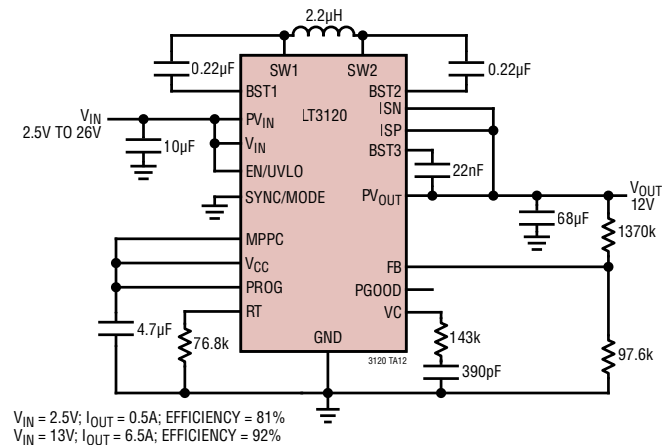 2.2µH
0.22µF
SW1
SW2
0.22µF
BST1
BST2
V_IN
2.5V TO 26V
PV_IN
LT3120
ISN
ISP
10µF
V_IN
BST3
22nF
EN/UVLO
SYNC/MODE
PV_OUT
V_OUT
12V
68µF
1370k
MPPC
V_CC
FB
PROG
PGOOD
RT
VC
4.7µF
76.8k
GND
143k
97.6k
3120 TA12
390pF
V_IN = 2.5V; I_OUT = 0.5A; EFFICIENCY = 81%
V_IN = 13V; I_OUT = 6.5A; EFFICIENCY = 92%